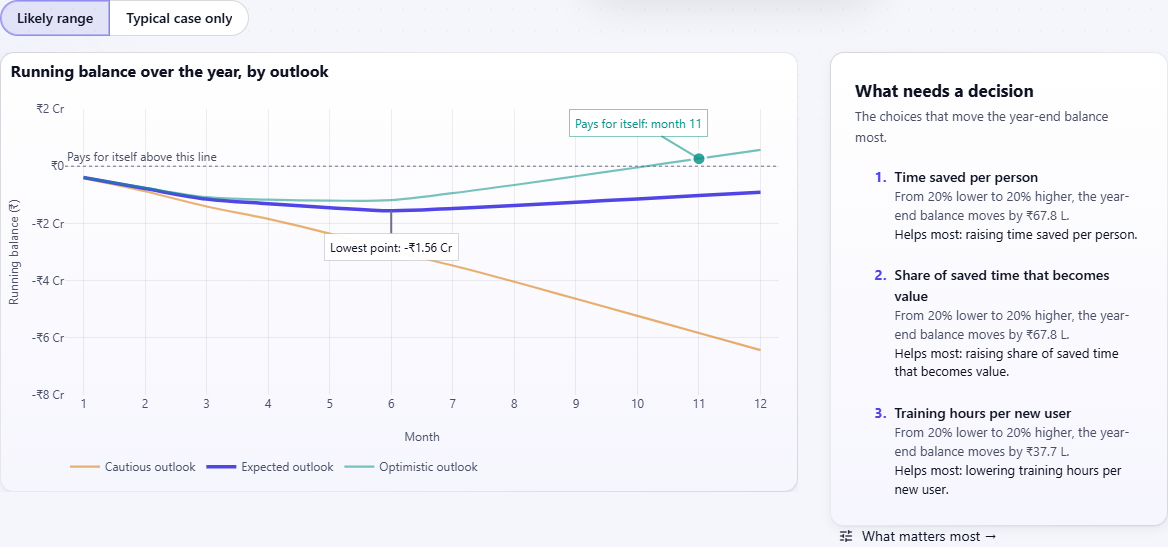 Likely range
Typical case only
Running balance over the year, by outlook
₹2 Cr
₹0
-₹2 Cr
-₹4 Cr
-₹6 Cr
-₹8 Cr
Running balance (₹)
Pays for itself above this line
Pays for itself: month 11
Lowest point: -₹1.56 Cr
1 2 3 4 5 6 7 8 9 10 11 12
Month
Cautious outlook
Expected outlook
Optimistic outlook
What needs a decision
The choices that move the year-end balance
most.
1. Time saved per person
From 20% lower to 20% higher, the year-
end balance moves by ₹67.8 L.
Helps most: raising time saved per person.
2. Share of saved time that becomes
value
From 20% lower to 20% higher, the year-
end balance moves by ₹67.8 L.
Helps most: raising share of saved time
that becomes value.
3. Training hours per new user
From 20% lower to 20% higher, the year-
end balance moves by ₹37.7 L.
Helps most: lowering training hours per
new user.
What matters most →